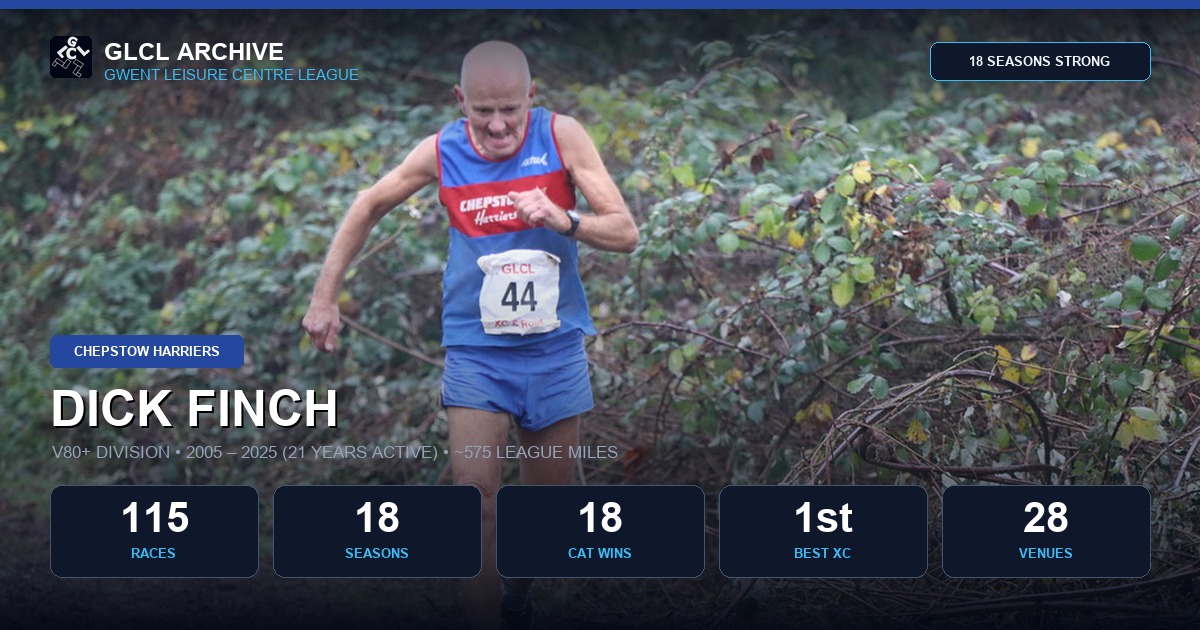 GLCL ARCHIVE
GWENT LEISURE CENTRE LEAGUE
18 SEASONS STRONG
CHEPSTOW
Harriers
GLCL
44
CHEPSTOW HARRIERS
DICK FINCH
V80+ DIVISION • 2005 – 2025 (21 YEARS ACTIVE) • ~575 LEAGUE MILES
115
RACES
18
SEASONS
18
CAT WINS
1st
BEST XC
28
VENUES